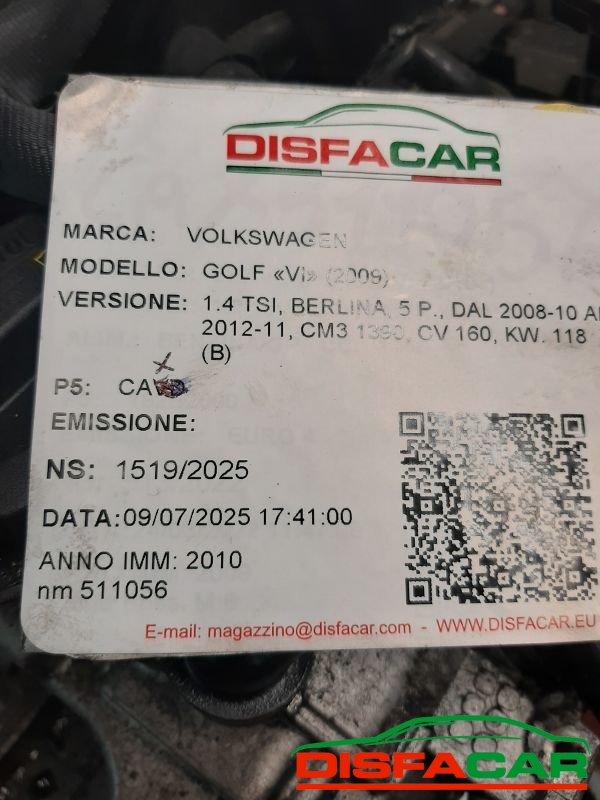 DISFACAR
MARCA: VOLKSWAGEN
MODELLO: GOLF «VI» (2009)
VERSIONE: 1.4 TSI, BERLINA, 5 P., DAL 2008-10
2012-11, CM3 1390, CV 160, KW. 118
(B)
P5:
EMISSIONE:
NS: 1519/2025
DATA:09/07/2025 17:41:00
ANNO IMM: 2010
nm 511056
E-mail: magazzino@disfacar.com - WWW.DISFACAR.EU
DISFACAR